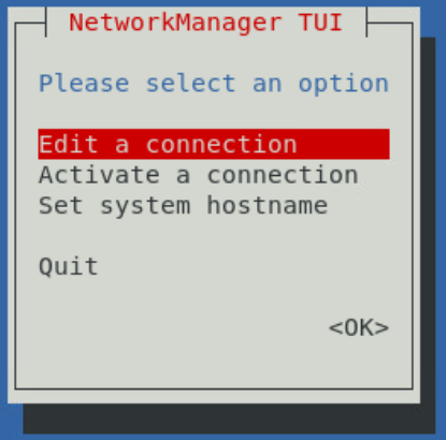 NetworkManager TUI
Please select an option
Edit a connection
Activate a connection
Set system hostname
Quit
<OK>